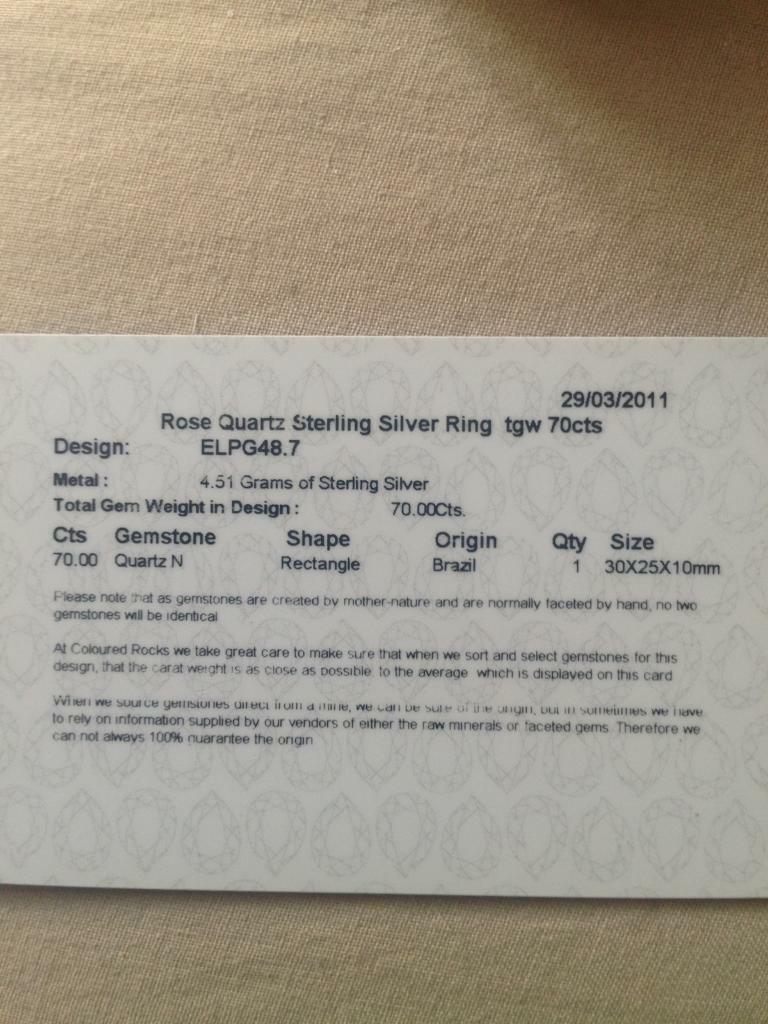 29/03/2011
Rose Quartz Sterling Silver Ring tgw 70cts
Design: ELPG48.7
Metal : 4.51 Grams of Sterling Silver
Total Gem Weight in Design : 70.00Cts.
Cts Gemstone Shape Origin Qty Size
70.00 Quartz N Rectangle Brazil 1 30X25X10mm
Please note that as gemstones are created by mother-nature and are normally faceted by hand, no two
gemstones will be identical
At Coloured Rocks we take great care to make sure that when we sort and select gemstones for this
design, that the carat weight is as close as possible to the average which is displayed on this card
When we source gemstones direct from a mine, we can be sure of the origin, but in sometimes we have
to rely on information supplied by our vendors of either the raw minerals or faceted gems. Therefore we
can not always 100% guarantee the origin